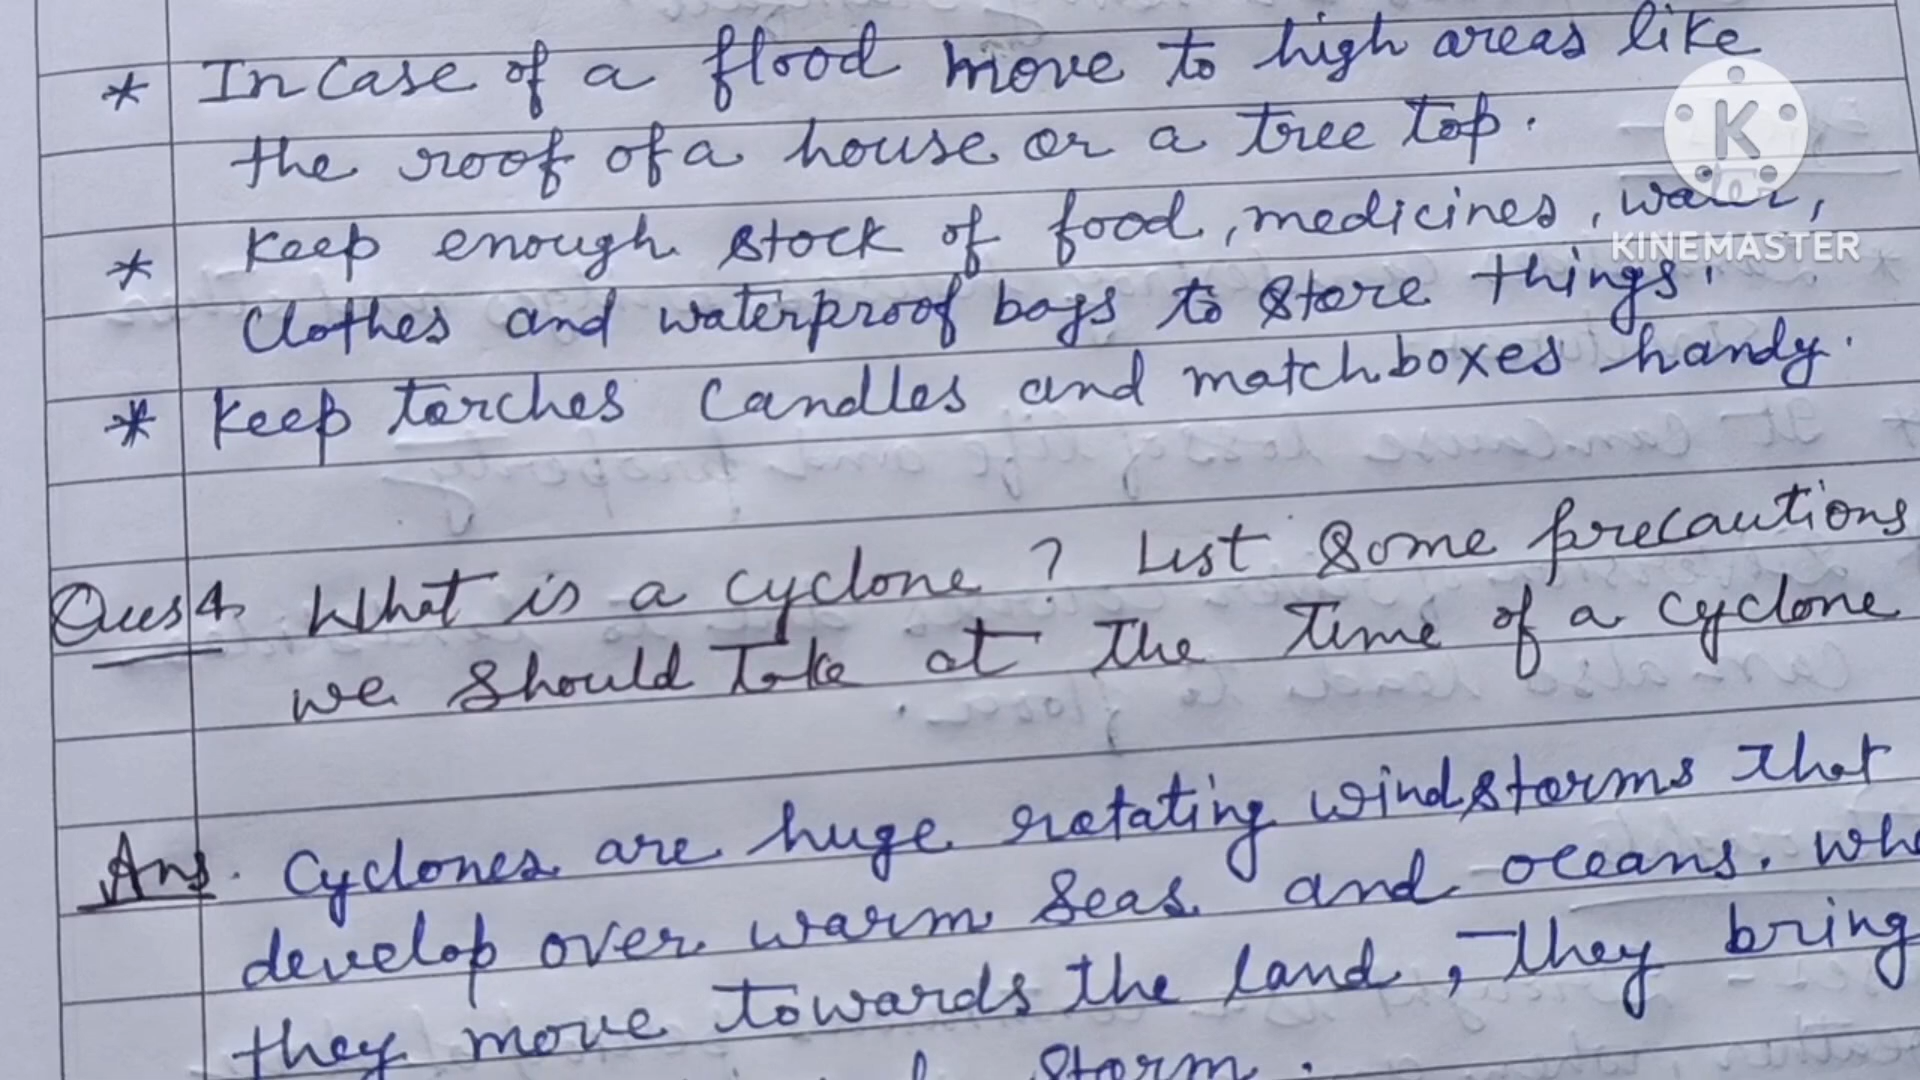 * In case of a flood move to high areas like
the roof of a house or a tree top.
* Keep enough stock of food, medicines, water,
Clothes and waterproof bags to store things.
* Keep torches candles and matchboxes handy.
Ques 4. What is a cyclone? List some precautions
we should take at the time of a cyclone
Ans. Cyclones are huge rotating windstorms that
develop over warm seas and oceans. Whe
they move towards the land, they bring
storm.
K
KINEMASTER